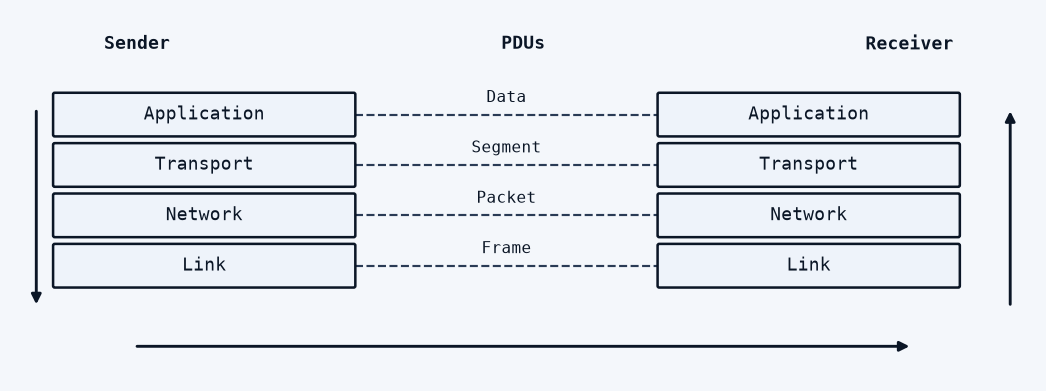 Sender PDUs Receiver
Data
Application Application
Segment
Transport Transport
Packet
Network Network
Frame
Link Link